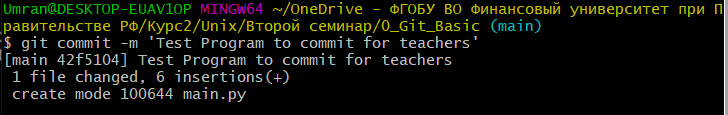 Umran@DESKTOP-EUAV1OP MINGW64 ~/OneDrive - ФГОБУ ВО Финансовый университет при П
равительстве РФ/Курс2/Unix/Второй семинар/O_Git_Basic (main)
$ git commit -m 'Test Program to commit for teachers'
[main 42f5104] Test Program to commit for teachers
 1 file changed, 6 insertions(+)
 create mode 100644 main.py